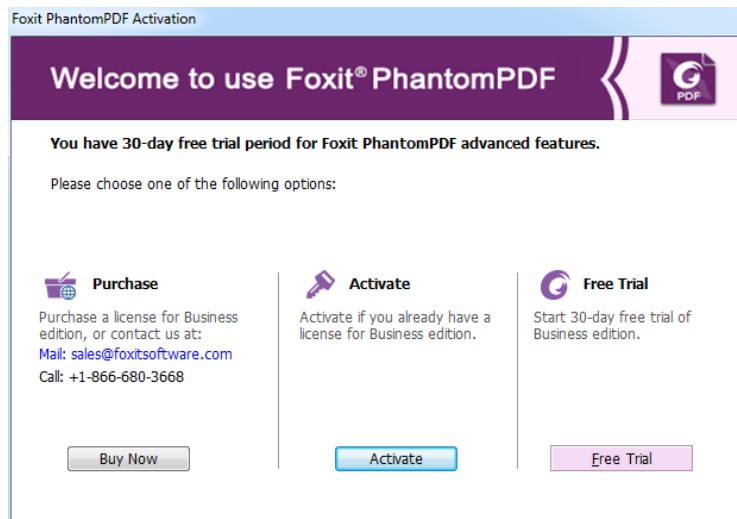 Foxit PhantomPDF Activation
Welcome to use Foxit® PhantomPDF
PDF
You have 30-day free trial period for Foxit PhantomPDF advanced features.
Please choose one of the following options:
Purchase
Purchase a license for Business
edition, or contact us at:
Mail: sales@foxitsoftware.com
Call: +1-866-680-3668
Buy Now
Activate
Activate if you already have a
license for Business edition.
Activate
Free Trial
Start 30-day free trial of
Business edition.
Free Trial